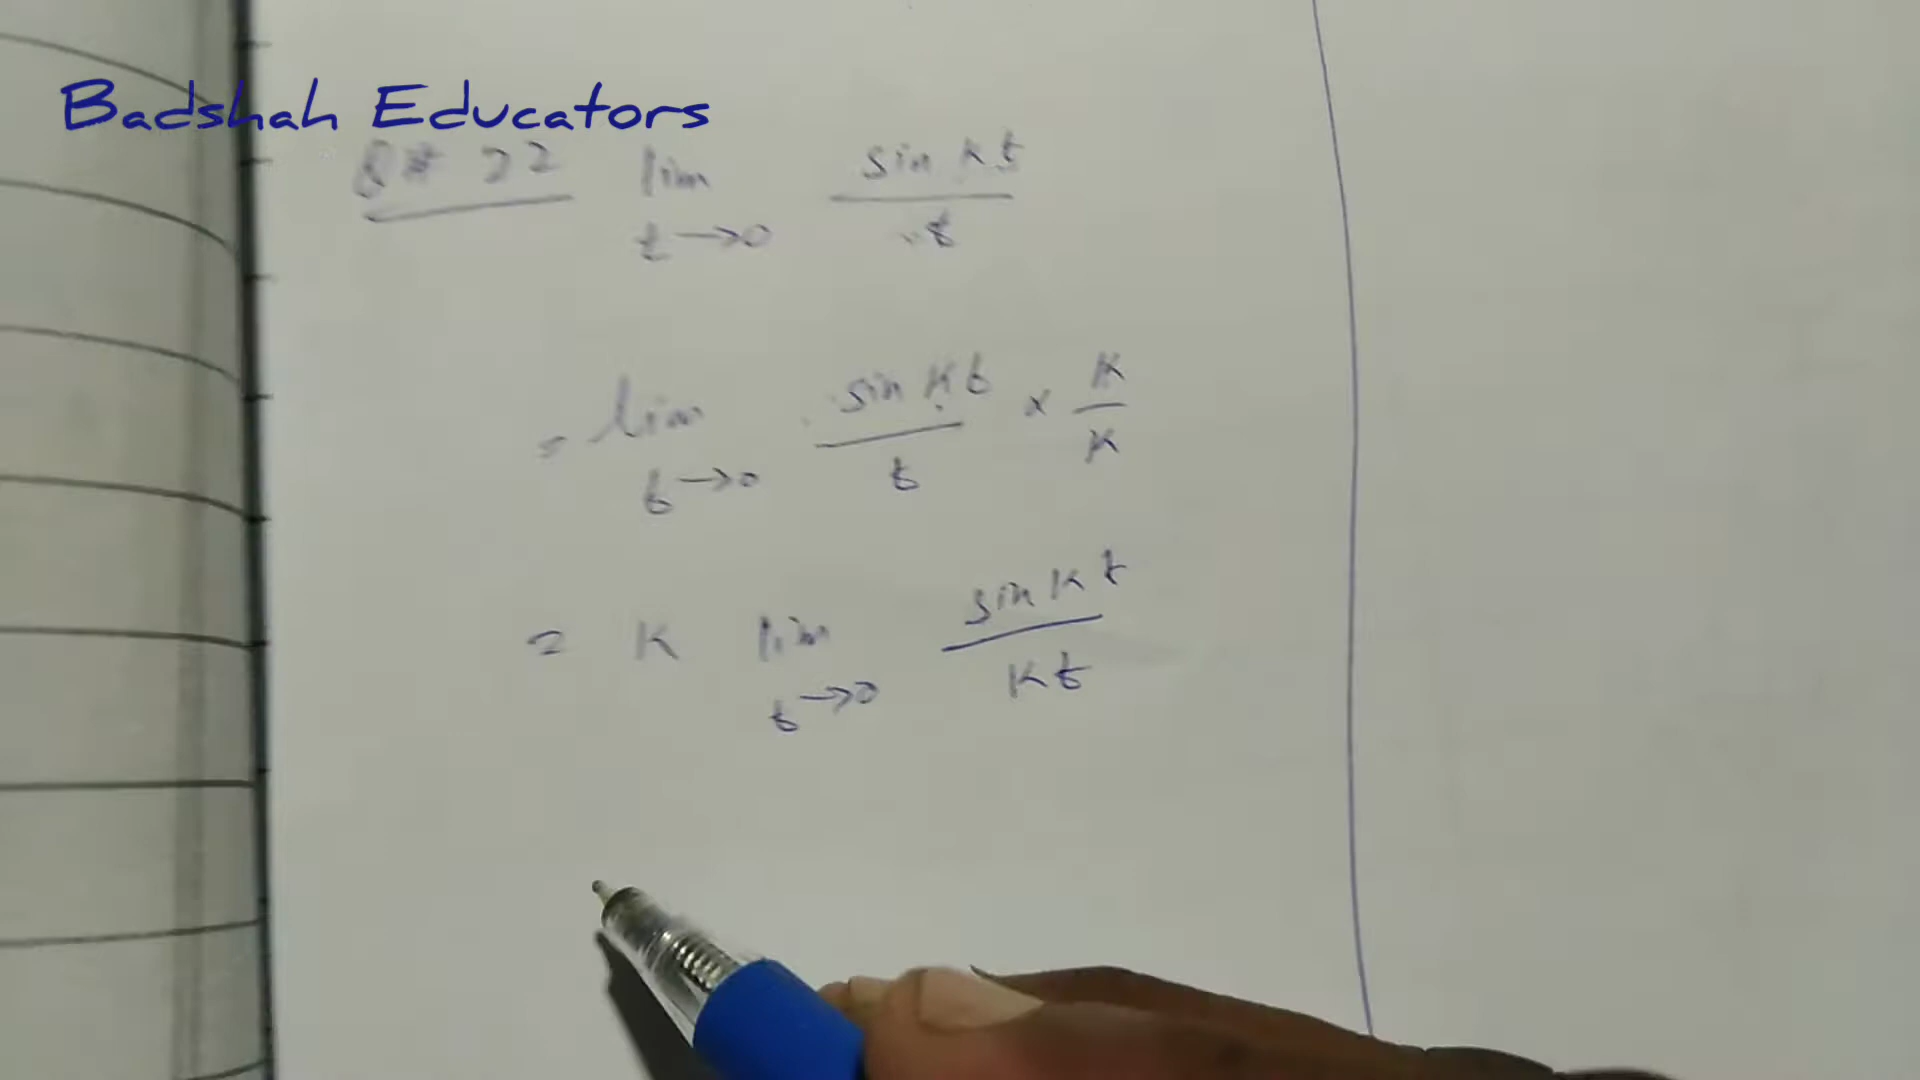 Badshah Educators
Q# 22 lim t→0 sin Kt / t
= lim t→0 sin Kt / t × K / K
= K lim t→0 sin Kt / Kt